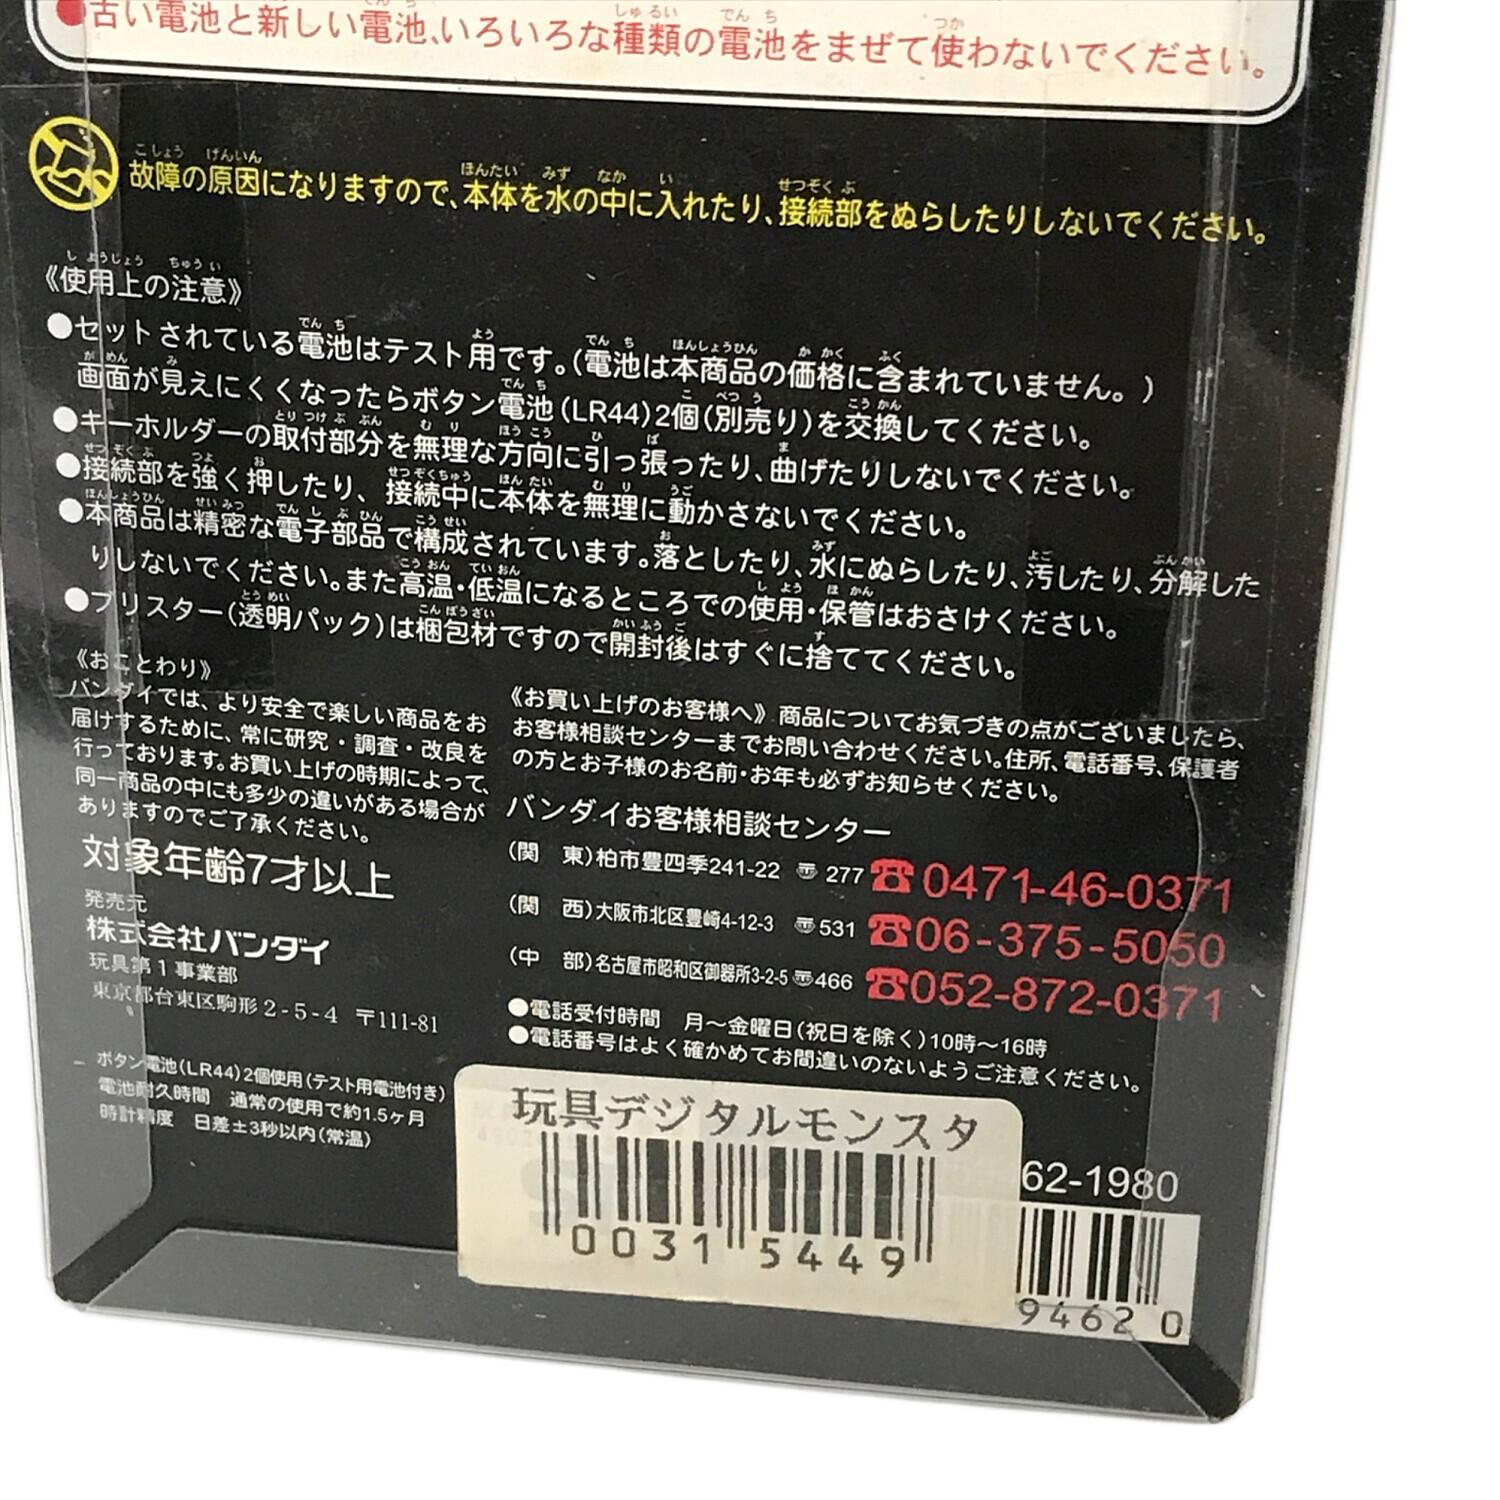 ●古い電池と新しい電池、いろいろな種類の電池をまぜて使わないでください。
故障の原因になりますので、本体を水の中に入れたり、接続部をぬらしたりしないでください。
《使用上の注意》
●セットされている電池はテスト用です。(電池は本商品の価格に含まれていません。)
画面が見えにくくなったらボタン電池(LR44)2個(別売り)を交換してください。
●キーホルダーの取付部分を無理な方向に引っ張ったり、曲げたりしないでください。
●接続部を強く押したり、接続中に本体を無理に動かさないでください。
●本商品は精密な電子部品で構成されています。落としたり、水にぬらしたり、汚したり、分解した
りしないでください。また高温・低温になるところでの使用・保管はおさけください。
●ブリスター(透明パック)は梱包材ですので開封後はすぐに捨ててください。
《おことわり》
バンダイでは、より安全で楽しい商品をお
届けするために、常に研究・調査・改良を
行っております。お買い上げの時期によって、
同一商品の中にも多少の違いがある場合が
ありますのでご了承ください。
対象年齢7才以上
発売元
株式会社バンダイ
玩具第1事業部
東京都台東区駒形2-5-4 〒111-81
ボタン電池(LR44)2個使用(テスト用電池付き)
電池耐久時間 通常の使用で約1.5ヶ月
時計精度 日差±3秒以内(常温)
《お買い上げのお客様へ》商品についてお気づきの点がございましたら、
お客様相談センターまでお問い合わせください。住所、電話番号、保護者
の方とお子様のお名前・お年も必ずお知らせください。
バンダイお客様相談センター
(関 東)柏市豊四季241-22 〠277 ☎0471-46-0371
(関 西)大阪市北区豊崎4-12-3 〠531 ☎06-375-5050
(中 部)名古屋市昭和区御器所3-2-5〠466 ☎052-872-0371
●電話受付時間 月～金曜日(祝日を除く)10時～16時
●電話番号はよく確かめてお間違いのないようご注意ください。
玩具デジタルモンスタ
0031 5449
62-1980
94620